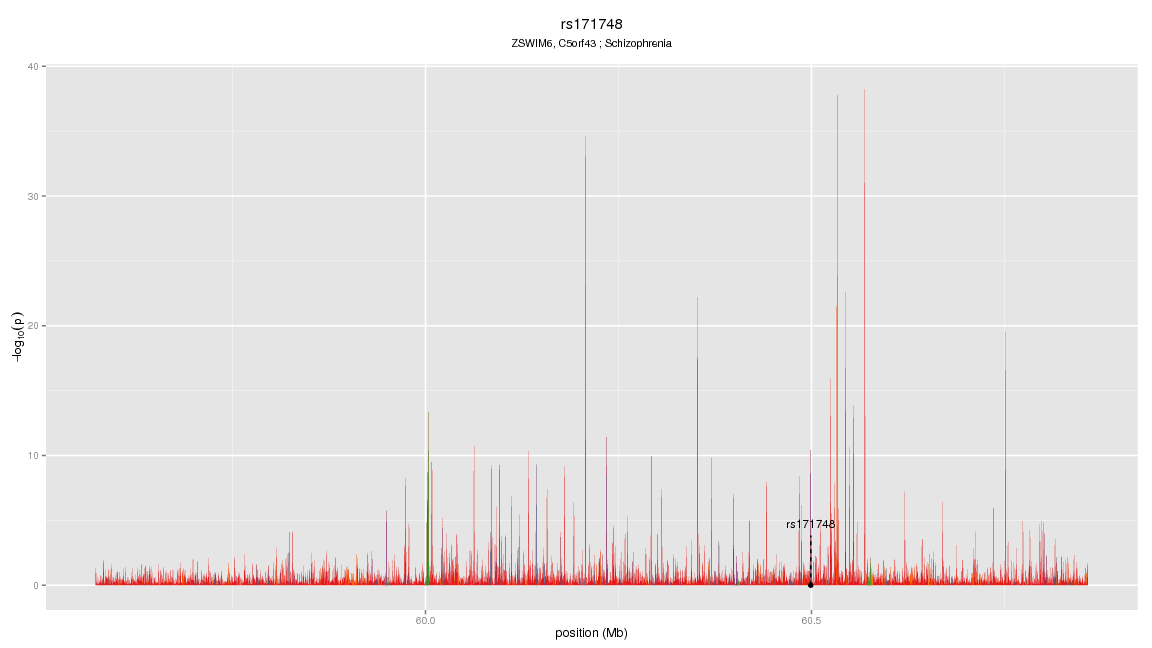 rs171748
ZSWIM6, C5orf43 ; Schizophrenia
40
30
20
10
0
−log10(p)
rs171748
60.0
60.5
position (Mb)